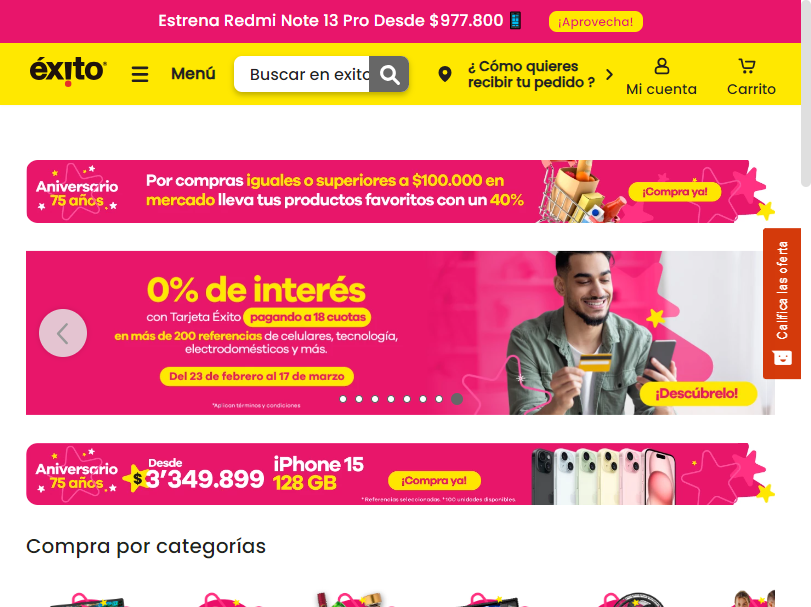 Estrena Redmi Note 13 Pro Desde $977.800
¡Aprovecha!
éxito
Menú
Buscar en exito
¿ Cómo quieres
recibir tu pedido ?
Mi cuenta
Carrito
Aniversario
75 años
Por compras iguales o superiores a $100.000 en
mercado lleva tus productos favoritos con un 40%
¡Compra ya!
0% de interés
con Tarjeta Éxito pagando a 18 cuotas
en más de 200 referencias de celulares, tecnología,
electrodomésticos y más.
Del 23 de febrero al 17 de marzo
*Aplican términos y condiciones
¡Descúbrelo!
Califica las oferta
Aniversario
75 años
Desde
$3'349.899
iPhone 15
128 GB
¡Compra ya!
*Referencias seleccionadas. *100 unidades disponibles.
Compra por categorías